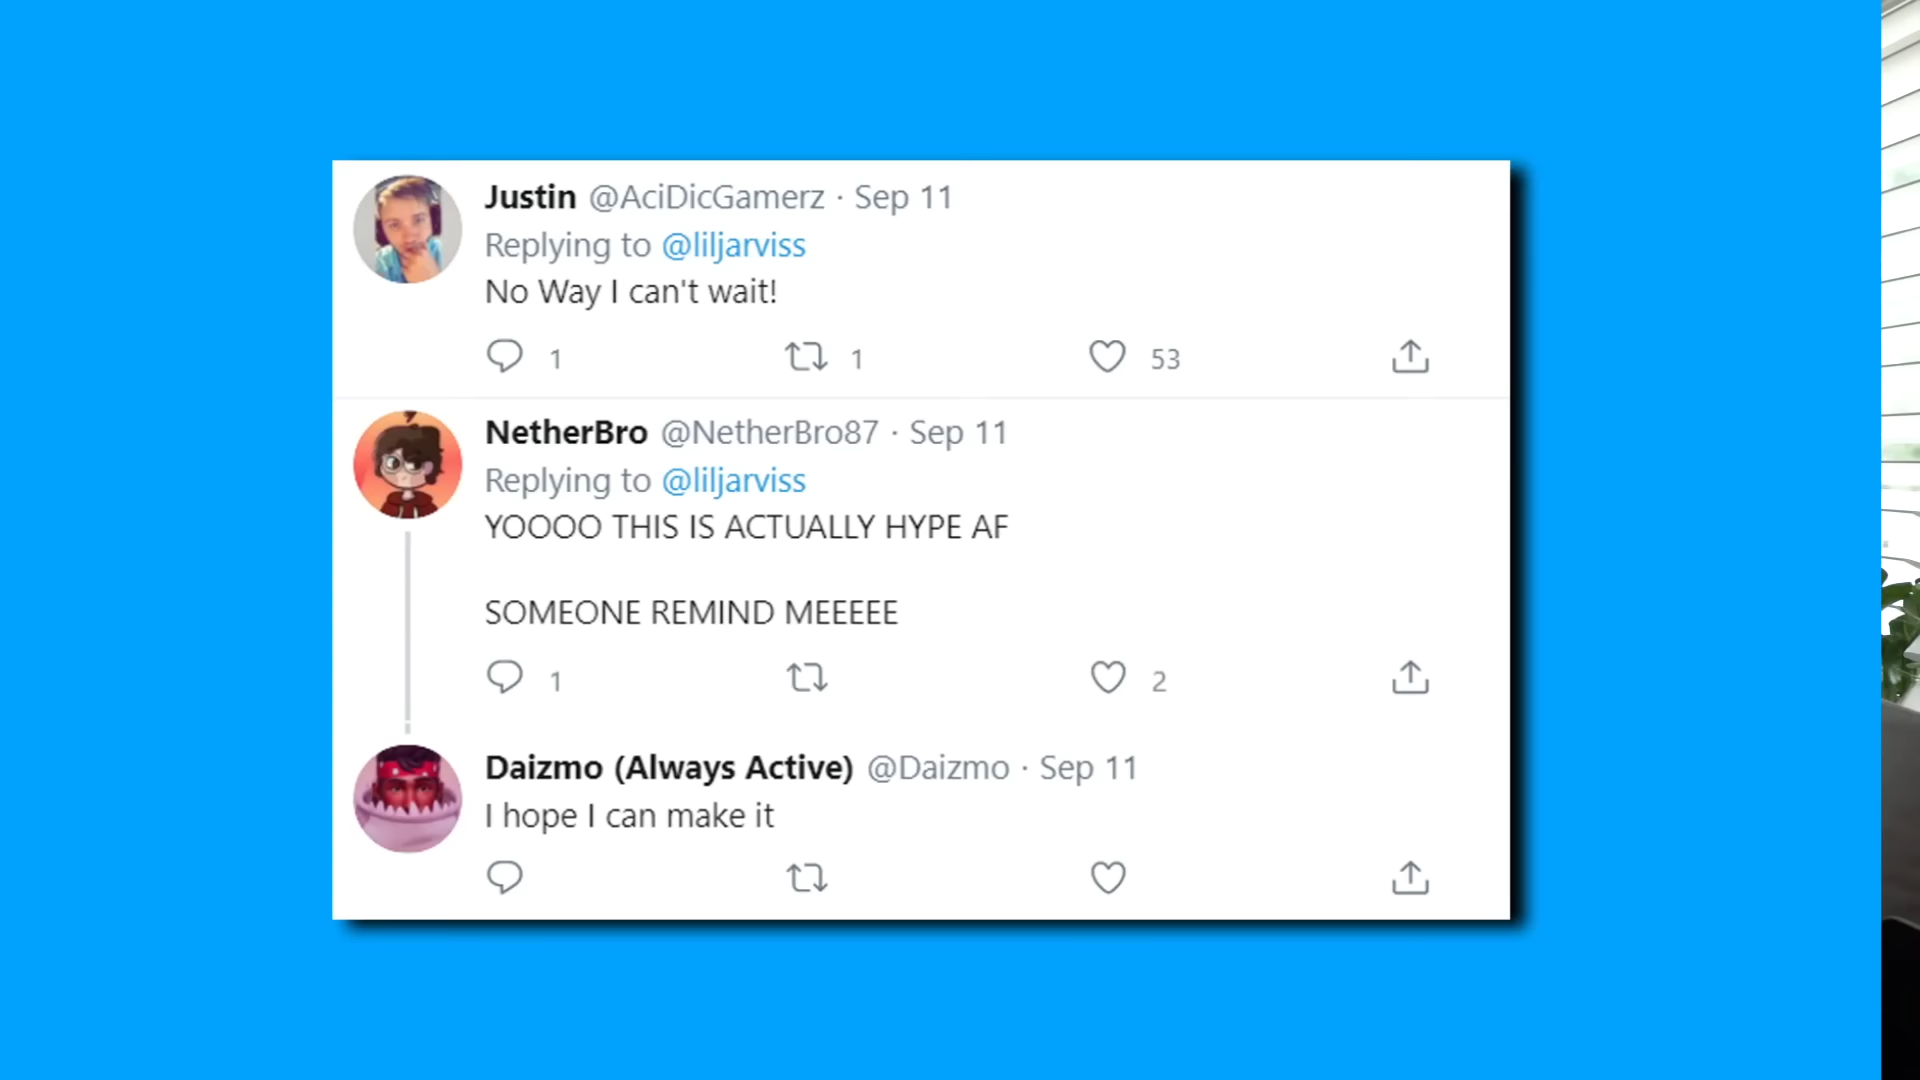 Justin @AciDicGamerz · Sep 11
Replying to @liljarviss
No Way I can't wait!
1 1 53
NetherBro @NetherBro87 · Sep 11
Replying to @liljarviss
YOOOO THIS IS ACTUALLY HYPE AF
SOMEONE REMIND MEEEEE
1 2
Daizmo (Always Active) @Daizmo · Sep 11
I hope I can make it